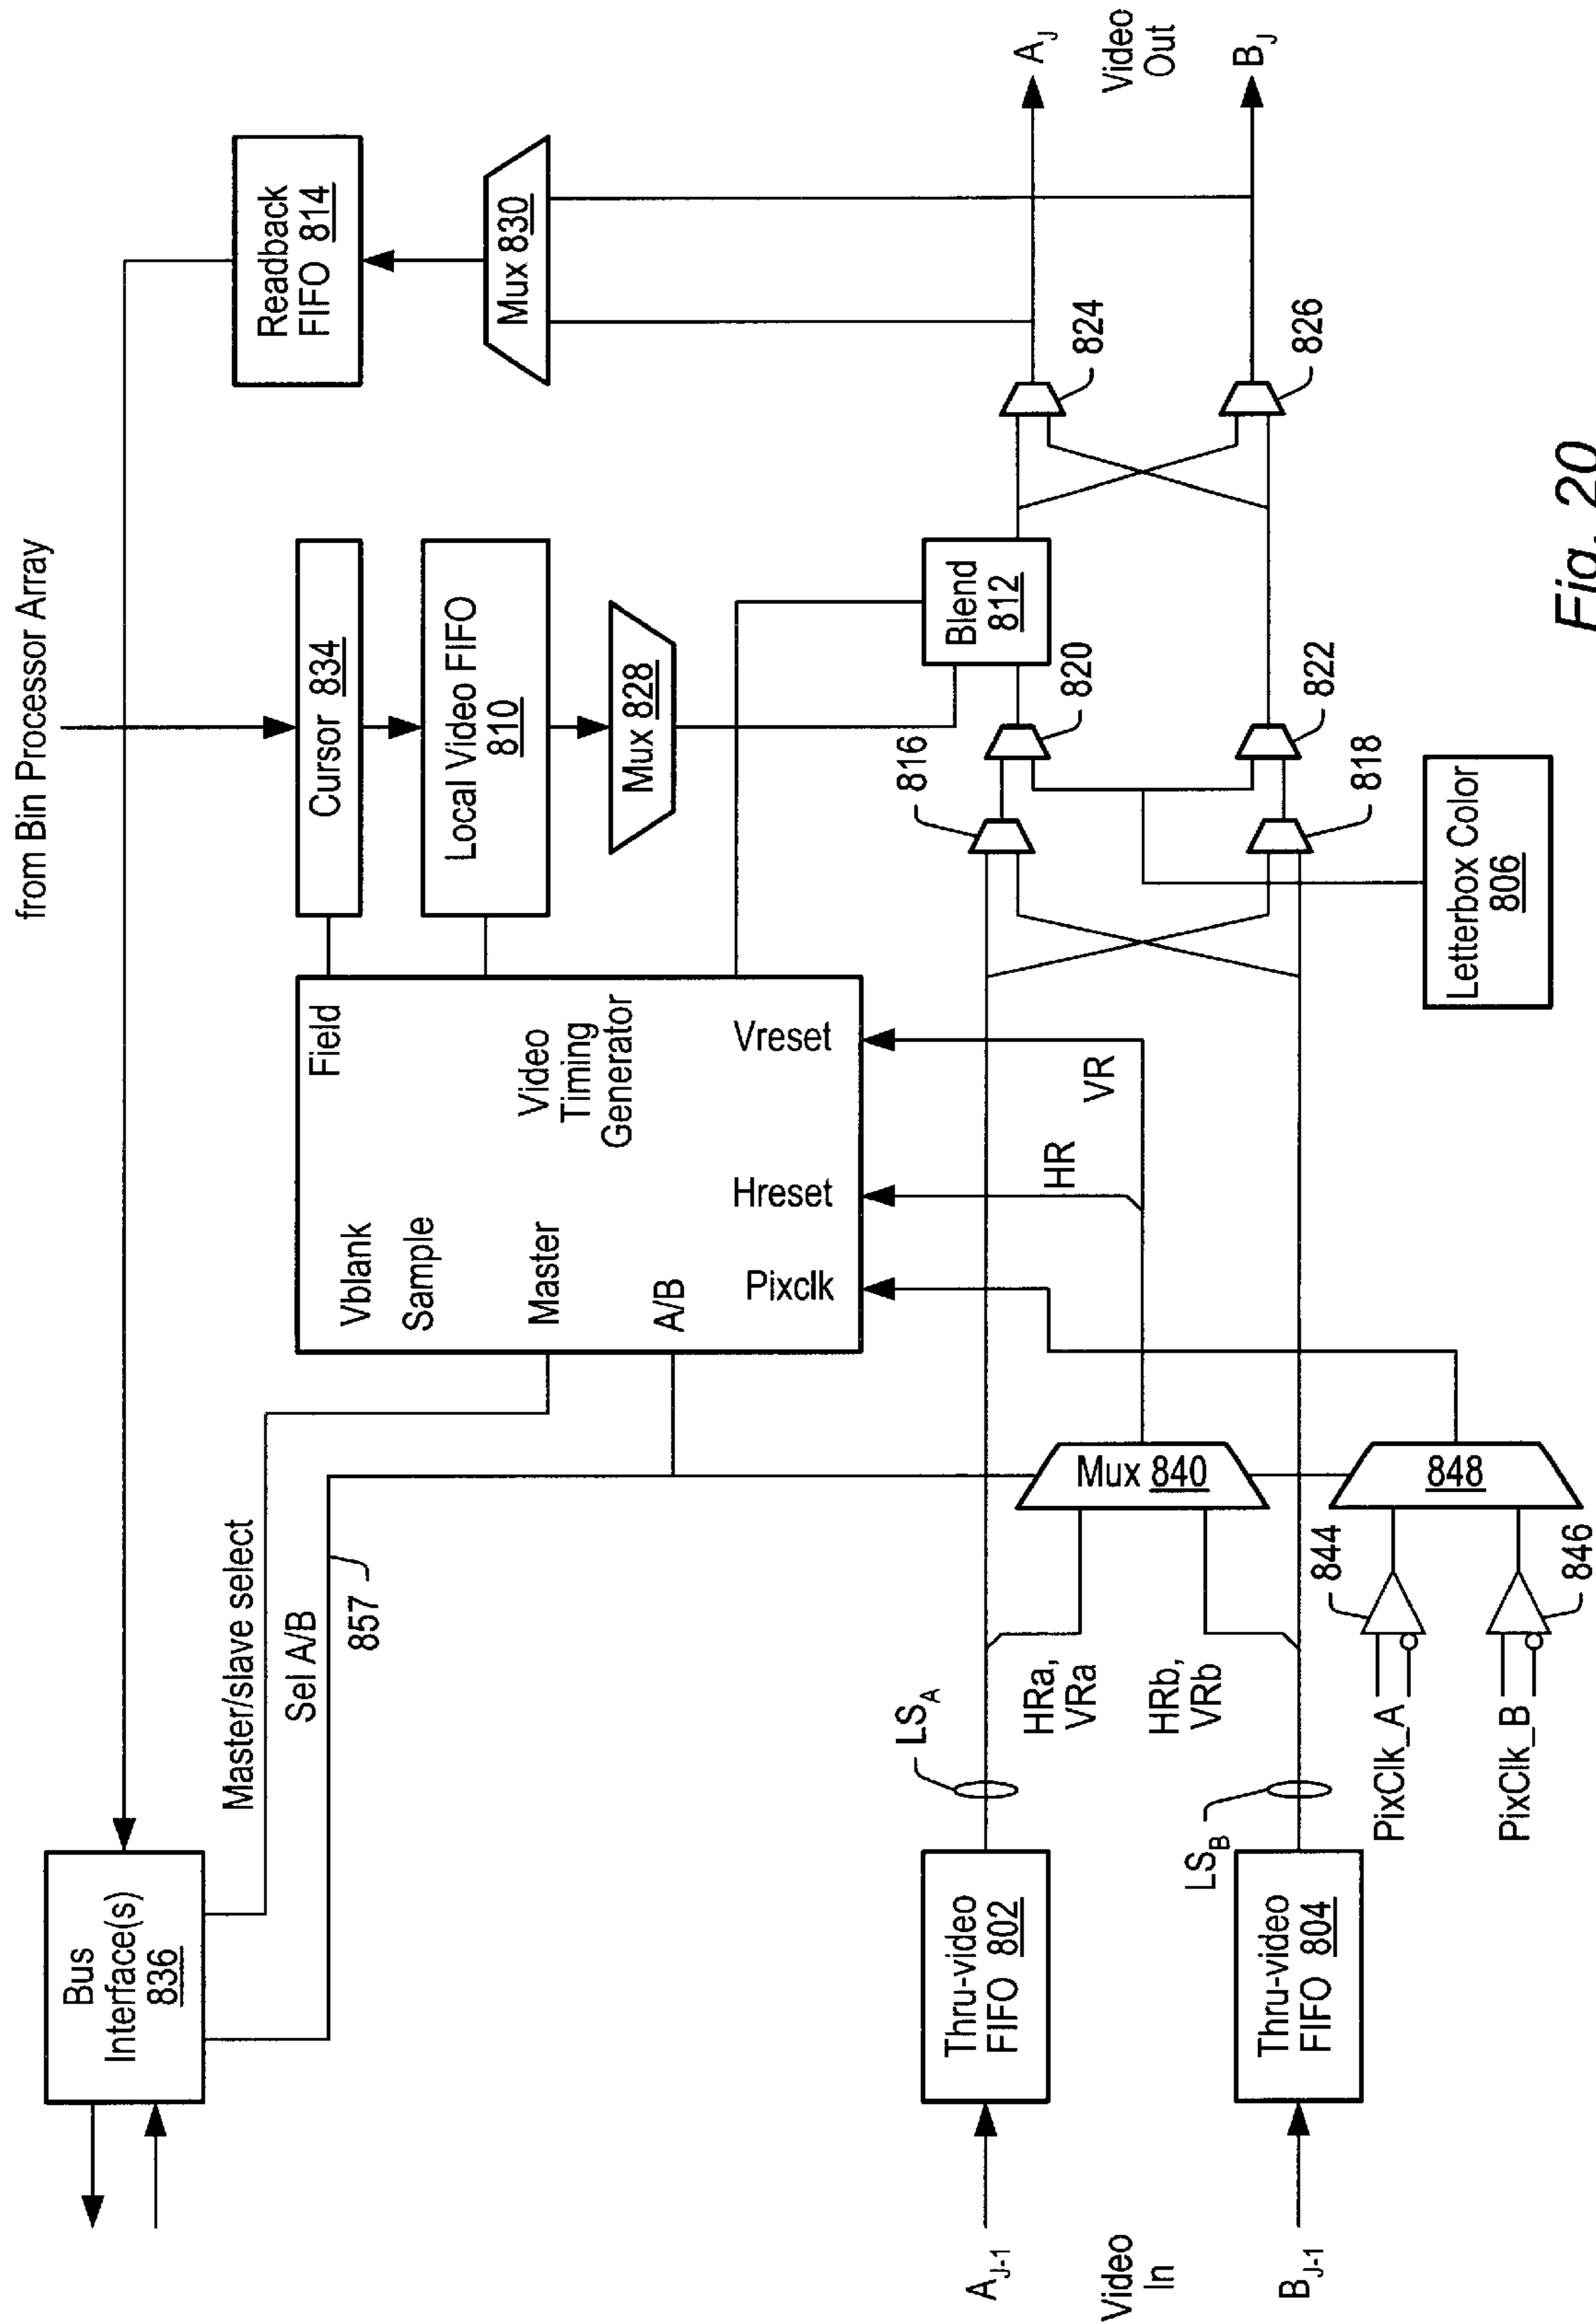 from Bin Processor Array
Bus
Interface(s)
836
Master/slave select
Sel A/B
857
Cursor 834
Local Video FIFO
810
Mux 828
Readback
FIFO 814
Mux 830
Vblank
Sample
Master
A/B
Pixclk
Field
Video
Timing
Generator
Hreset
Vreset
HR
VR
Thru-video
FIFO 802
Thru-video
FIFO 804
Video
In
A_{J-1}
B_{J-1}
LS_A
LS_B
HRa,
VRa
HRb,
VRb
Mux 840
848
844
846
PixClk_A
PixClk_B
816
818
820
822
Letterbox Color
806
Blend
812
824
826
A_J
Video
Out
B_J
Fig. 20